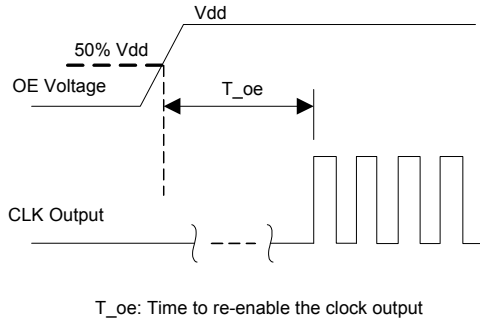 Vdd
50% Vdd
OE Voltage
T_oe
CLK Output
T_oe: Time to re-enable the clock output